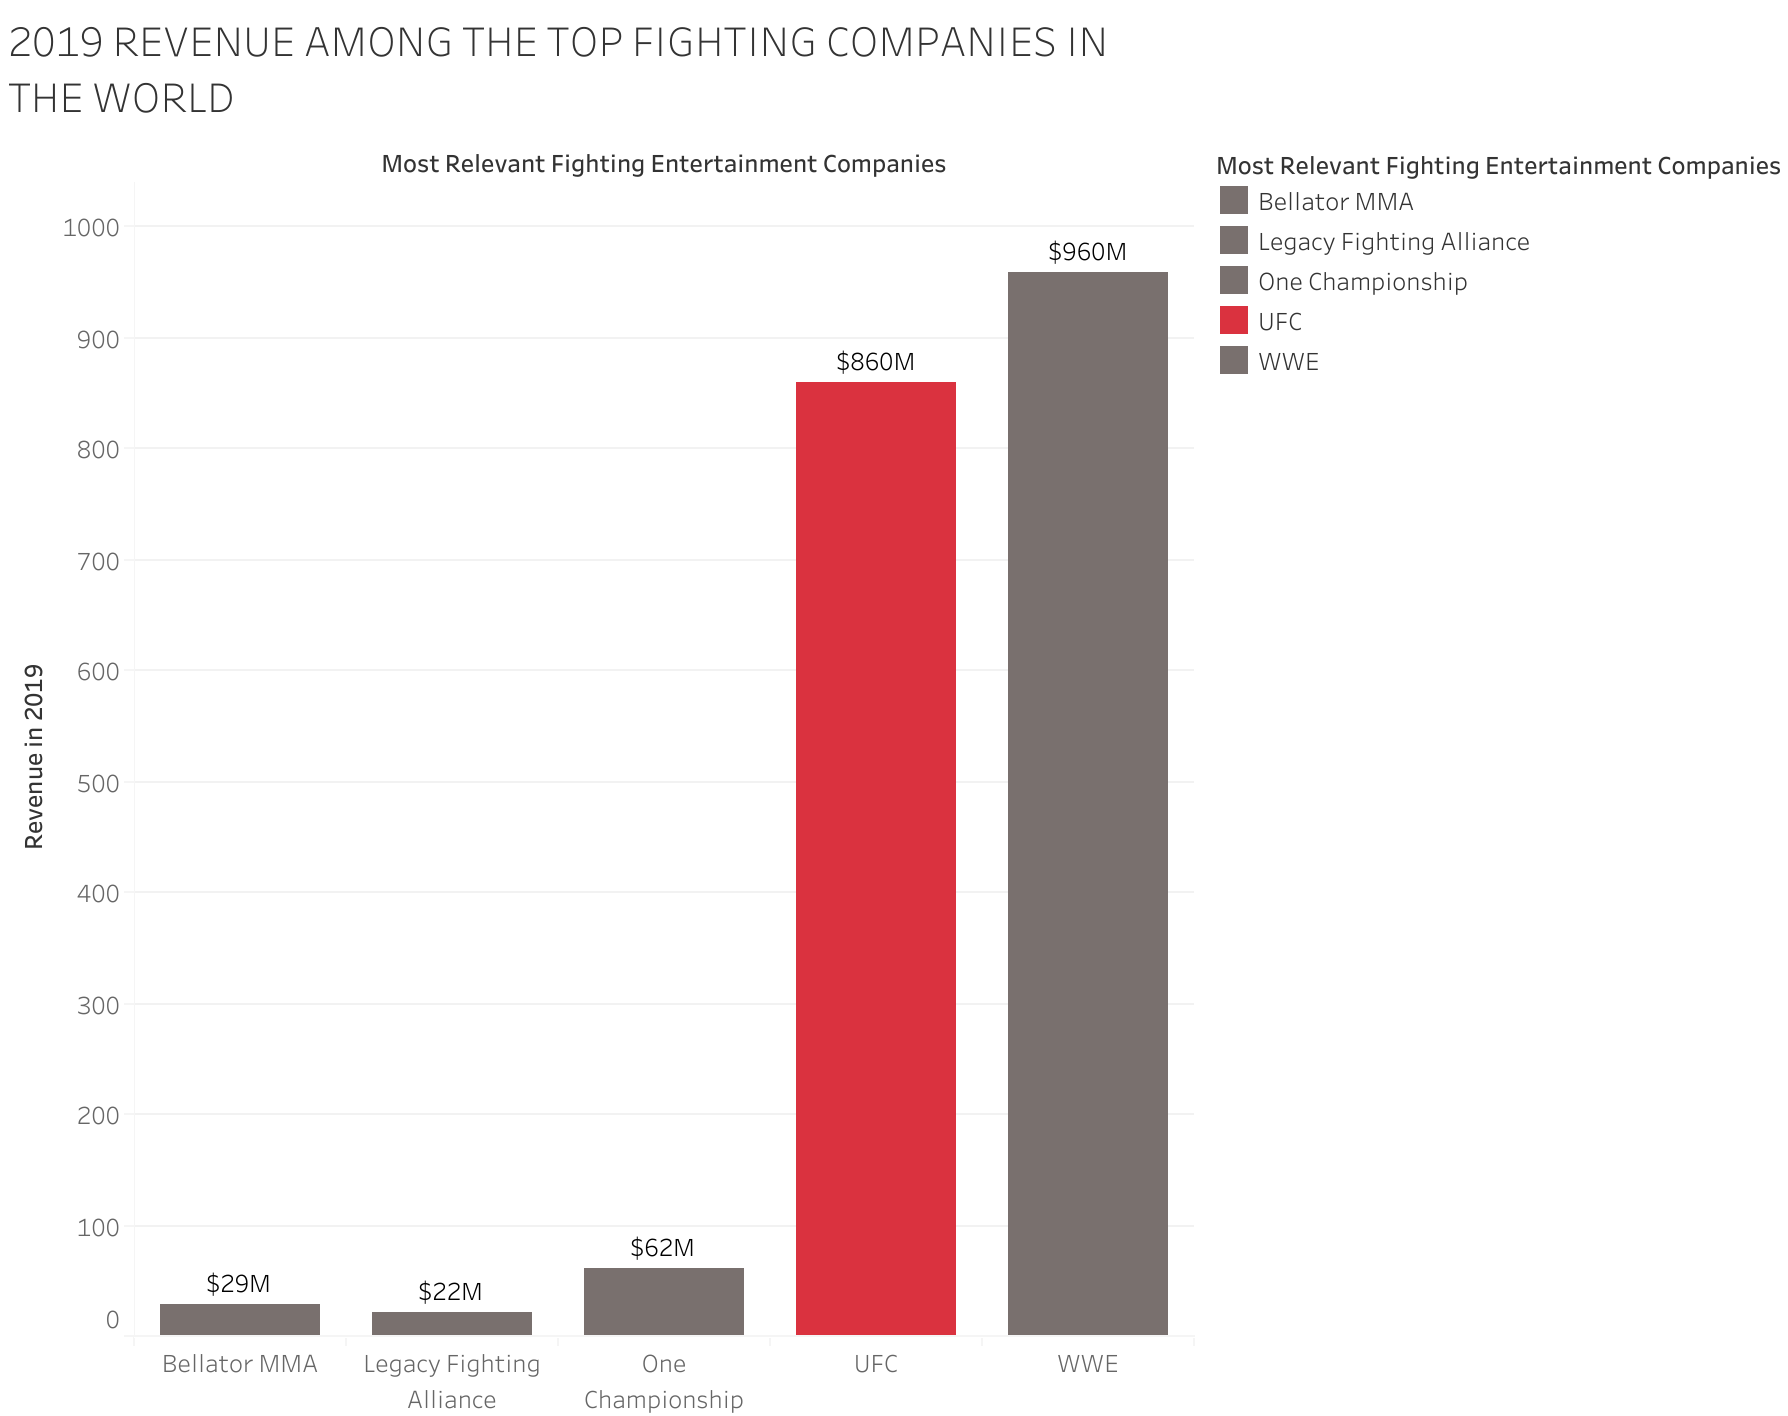 2019 REVENUE AMONG THE TOP FIGHTING COMPANIES IN
THE WORLD
Most Relevant Fighting Entertainment Companies
Most Relevant Fighting Entertainment Companies
Bellator MMA
Legacy Fighting Alliance
One Championship
UFC
WWE
Revenue in 2019
1000
900
800
700
600
500
400
300
200
100
0
$29M
$22M
$62M
$860M
$960M
Bellator MMA
Legacy Fighting
Alliance
One
Championship
UFC
WWE